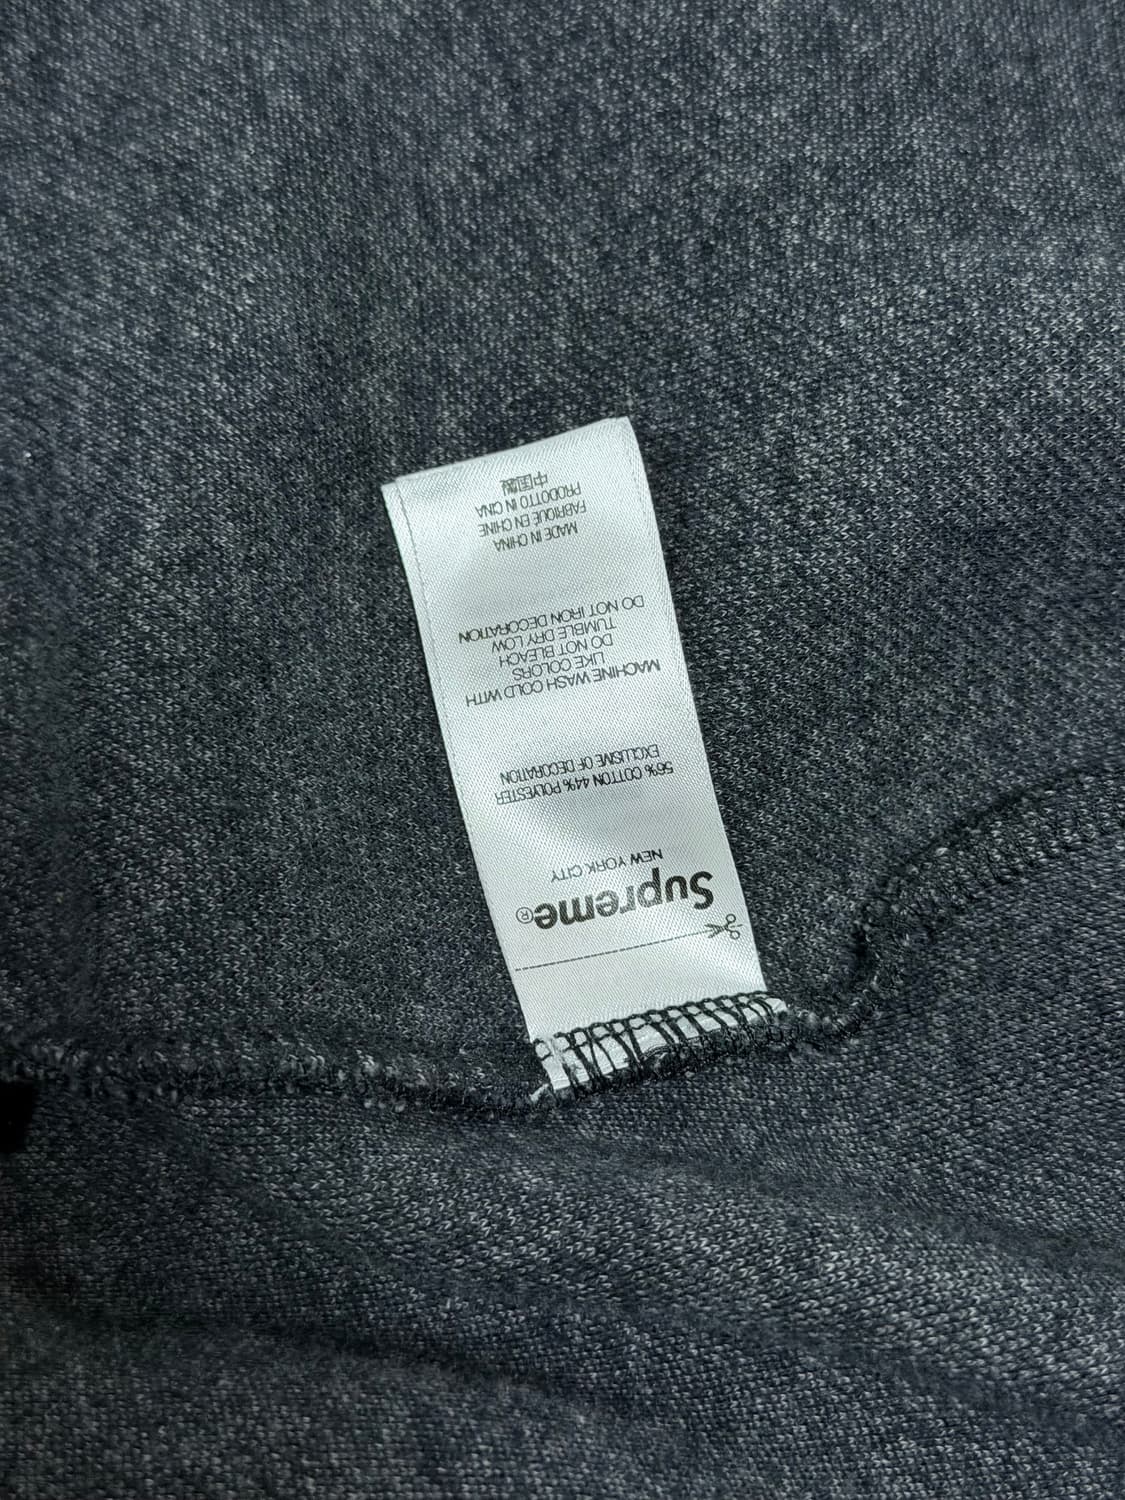 Supreme®
NEW YORK CITY
56% COTTON 44% POLYESTER
EXCLUSIVE OF DECORATION
MACHINE WASH COLD WITH
LIKE COLORS
DO NOT BLEACH
TUMBLE DRY LOW
DO NOT IRON DECORATION
MADE IN CHINA
FABRIQUE EN CHINE
PRODOTTO IN CINA
中国製